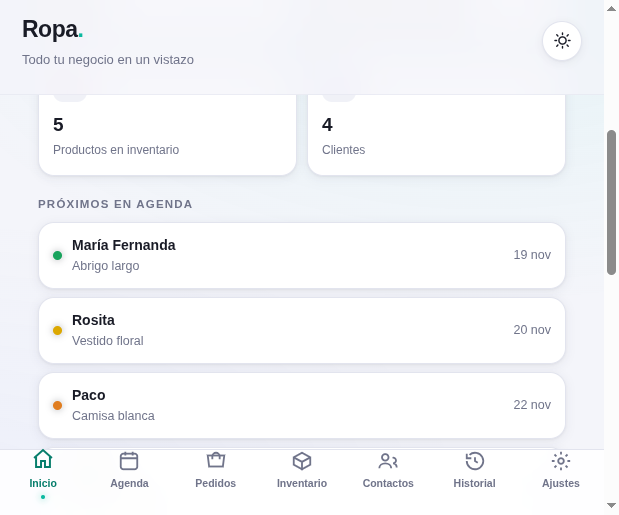 Ropa.
Todo tu negocio en un vistazo
5
Productos en inventario
4
Clientes
PRÓXIMOS EN AGENDA
María Fernanda
Abrigo largo
19 nov
Rosita
Vestido floral
20 nov
Paco
Camisa blanca
22 nov
Inicio
Agenda
Pedidos
Inventario
Contactos
Historial
Ajustes